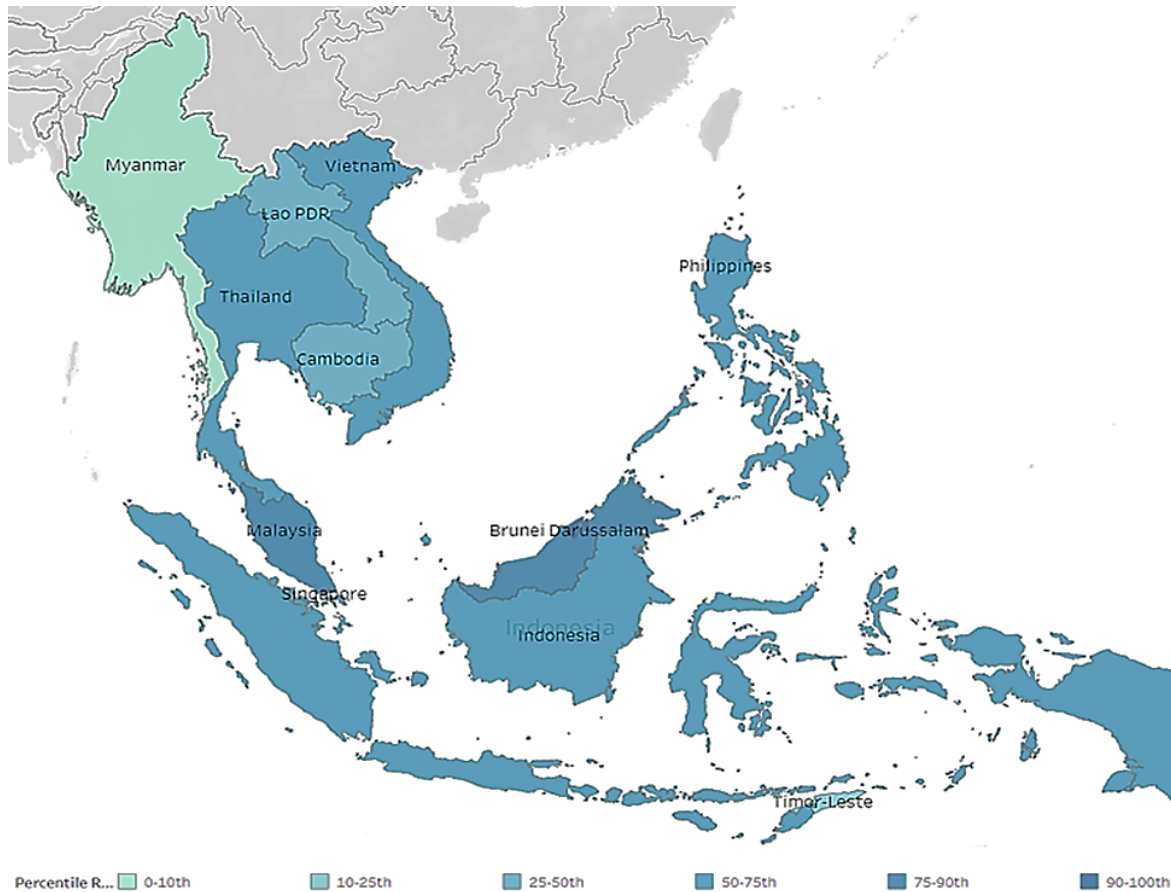 Myanmar
Vietnam
Lao PDR
Philippines
Thailand
Cambodia
Malaysia
Brunei Darussalam
Singapore
Indonesia
Indonesia
Timor-Leste
Percentile R... 0-10th 10-25th 25-50th 50-75th 75-90th 90-100th